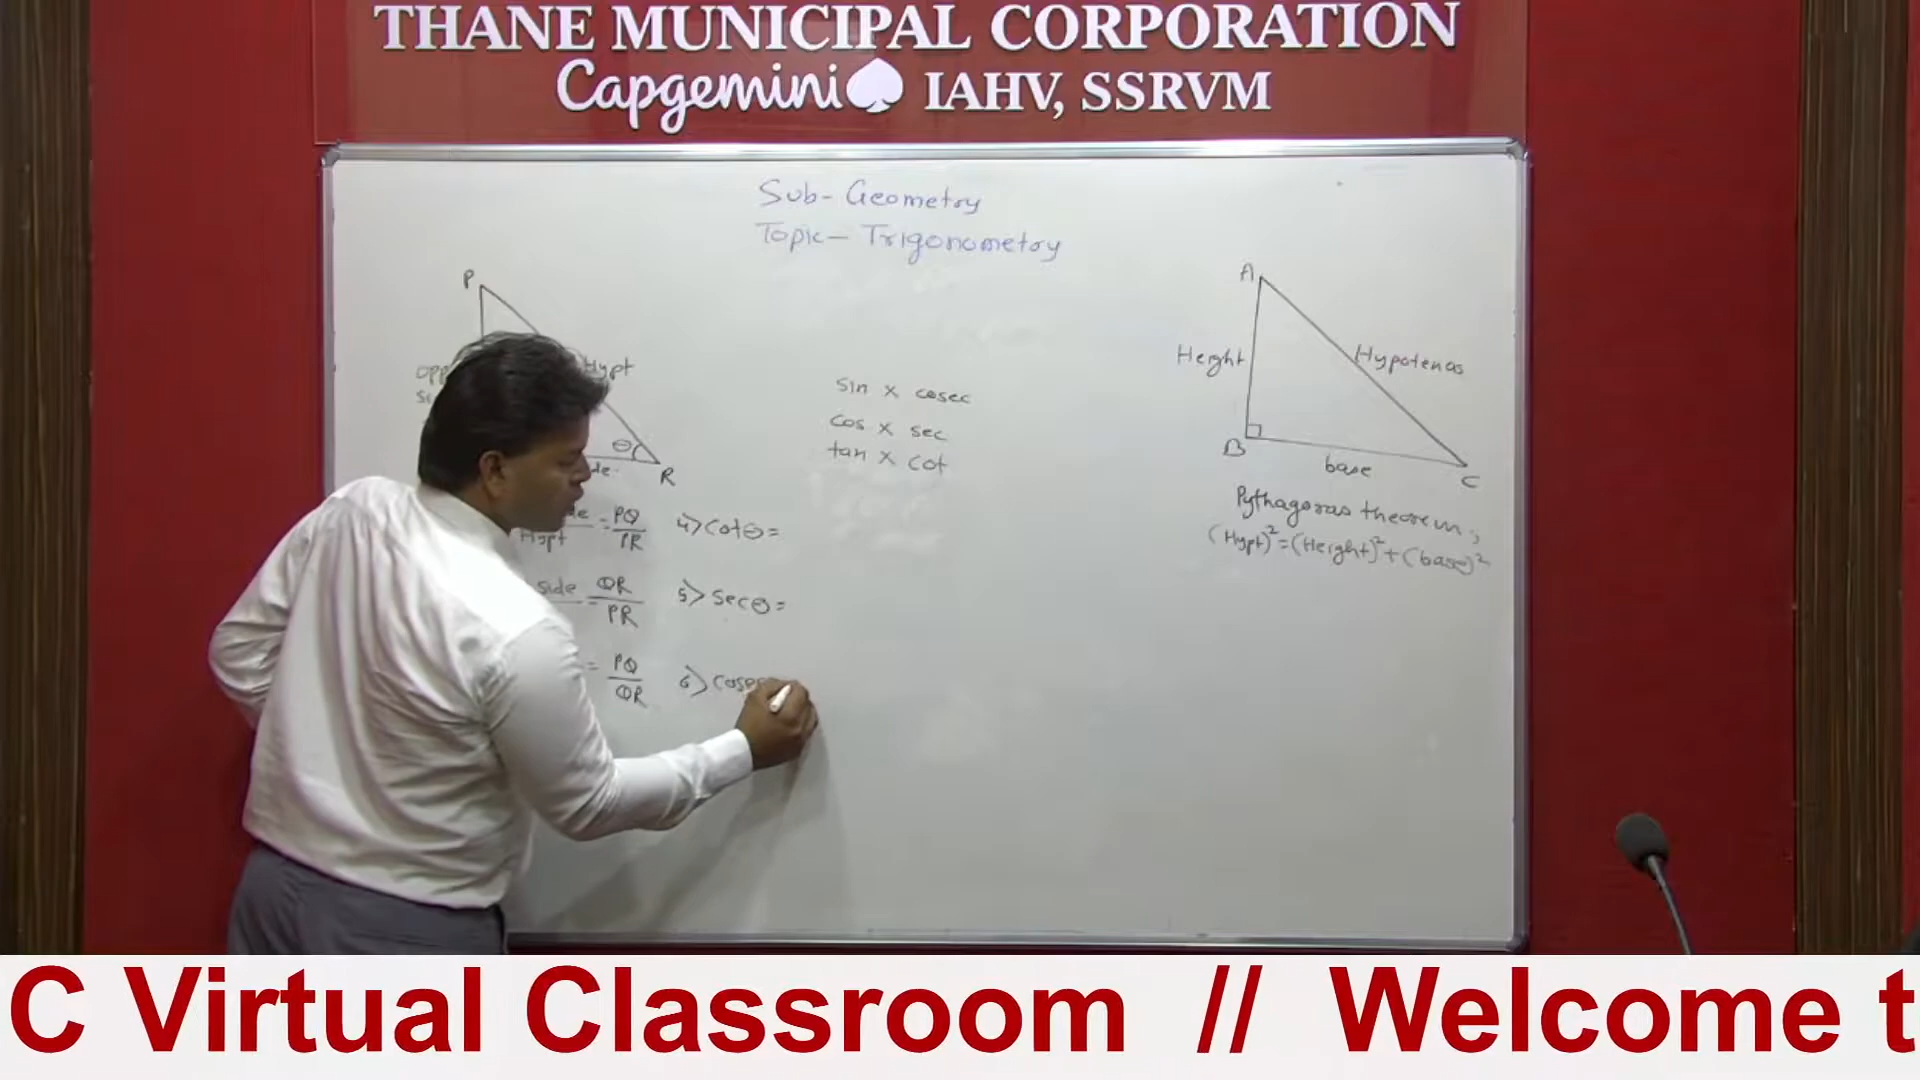 THANE MUNICIPAL CORPORATION
Capgemini IAHV, SSRVM
Sub- Geometry
Topic- Trigonometry
P
Hypt
θ
R
sin x cosec
cos x sec
tan x cot
A
Height
Hypotenas
B
base
C
Pythagoras theorem,
(Hypt)²=(Height)²+(base)²
Hypt
= PQ
PR
4> cotθ=
side
= QR
PR
5> secθ=
= PQ
QR
6>
C Virtual Classroom // Welcome t